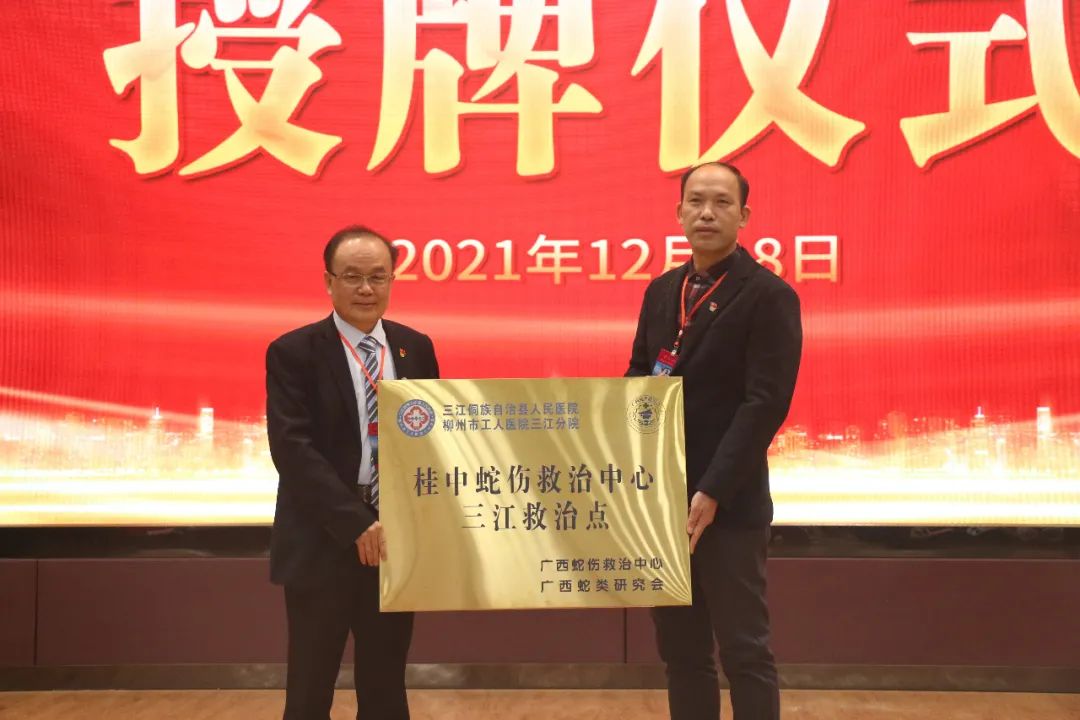 授牌仪式
2021年12月 8日
三江侗族自治县人民医院
柳州市工人医院三江分院
桂中蛇伤救治中心
三江救治点
广西蛇伤救治中心
广西蛇类研究会